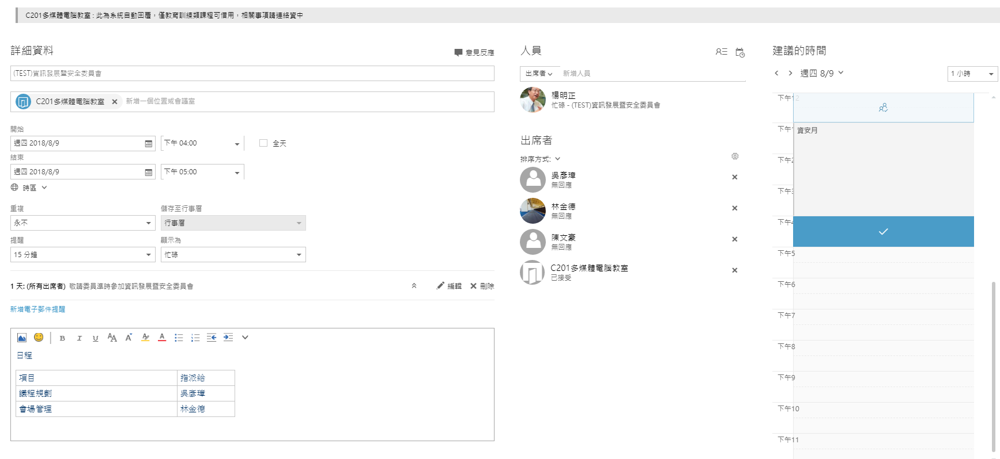 C201多媒體電腦教室 : 此為系統自動回覆，僅教育訓練類課程可借用，相關事項請連絡資中
詳細資料
意見反應
(TEST)資訊發展暨安全委員會
C201多媒體電腦教室
新增一個位置或會議室
開始
週四 2018/8/9
下午 04:00
全天
結束
週四 2018/8/9
下午 05:00
時區
重複
儲存至行事曆
永不
行事曆
提醒
顯示為
15 分鐘
忙碌
1 天: (所有出席者) 敬請委員準時參加資訊發展暨安全委員會
編輯
刪除
新增電子郵件提醒
B I U AA A A A
日程
項目
指派給
議程規劃
吳彥璋
會場管理
林金德
人員
出席者
新增人員
楊明正
忙碌 - (TEST)資訊發展暨安全委員會
出席者
排序方式:
吳彥璋
無回應
林金德
無回應
陳文豪
無回應
C201多媒體電腦教室
已接受
建議的時間
週四 8/9
1 小時
下午12
下午1
資安月
下午2
下午3
下午4
下午5
下午6
下午7
下午8
下午9
下午10
下午11